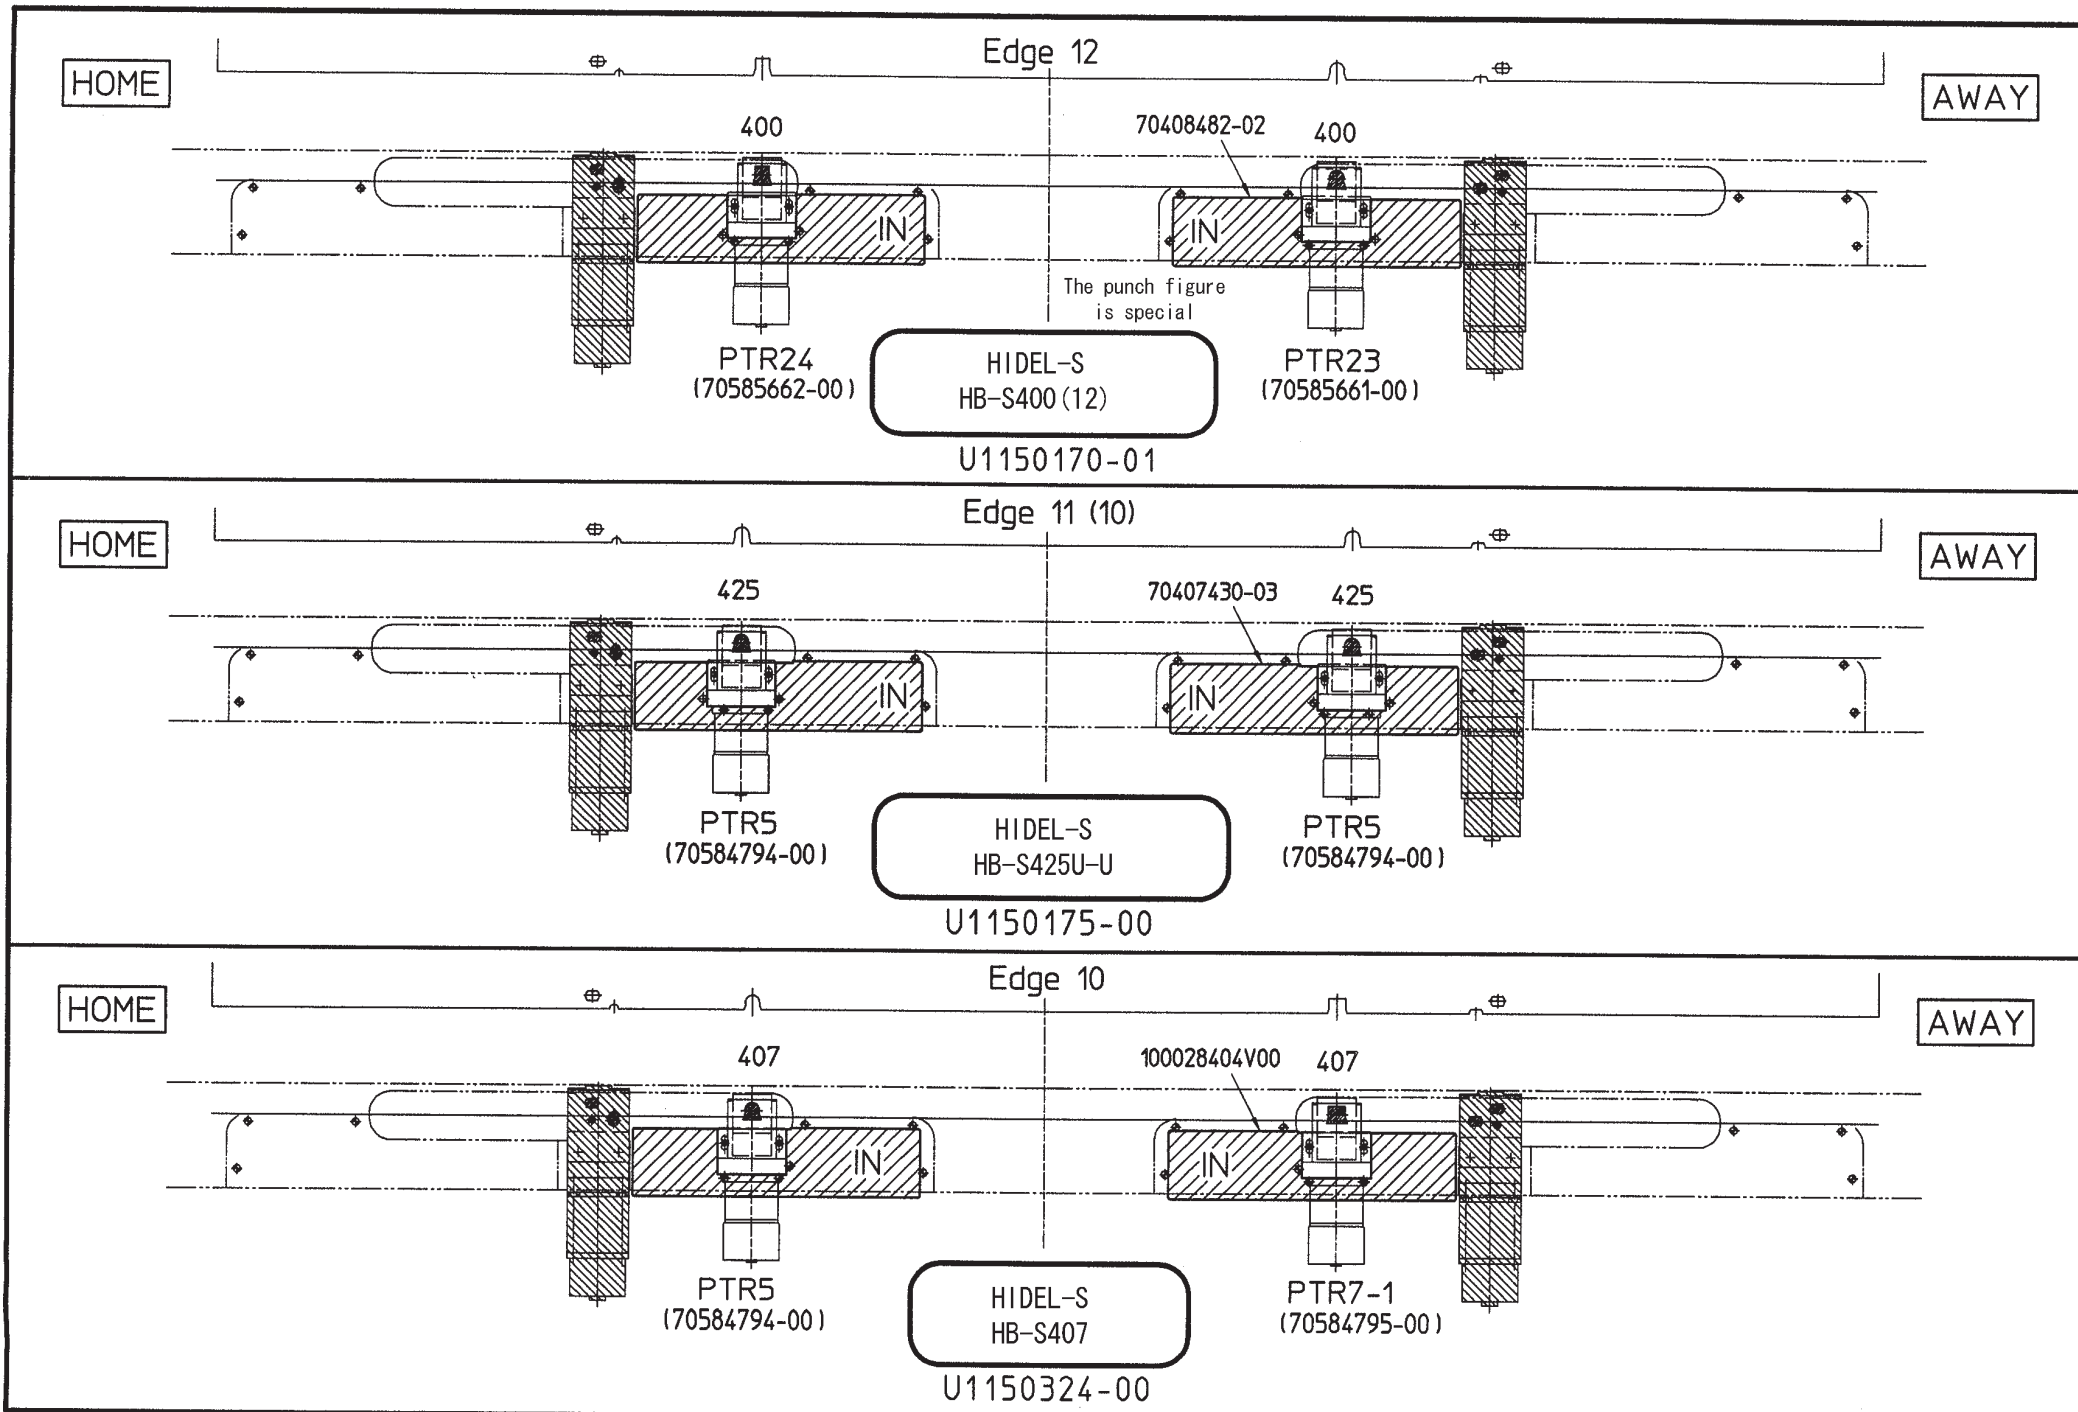 Edge 12
HOME
AWAY
400
70408482-02
400
IN
IN
The punch figure
is special
PTR24
(70585662-00)
HIDEL-S
HB-S400(12)
PTR23
(70585661-00)
U1150170-01
Edge 11 (10)
HOME
AWAY
425
70407430-03
425
IN
IN
PTR5
(70584794-00)
HIDEL-S
HB-S425U-U
PTR5
(70584794-00)
U1150175-00
Edge 10
HOME
AWAY
407
100028404V00
407
IN
IN
PTR5
(70584794-00)
HIDEL-S
HB-S407
PTR7-1
(70584795-00)
U1150324-00